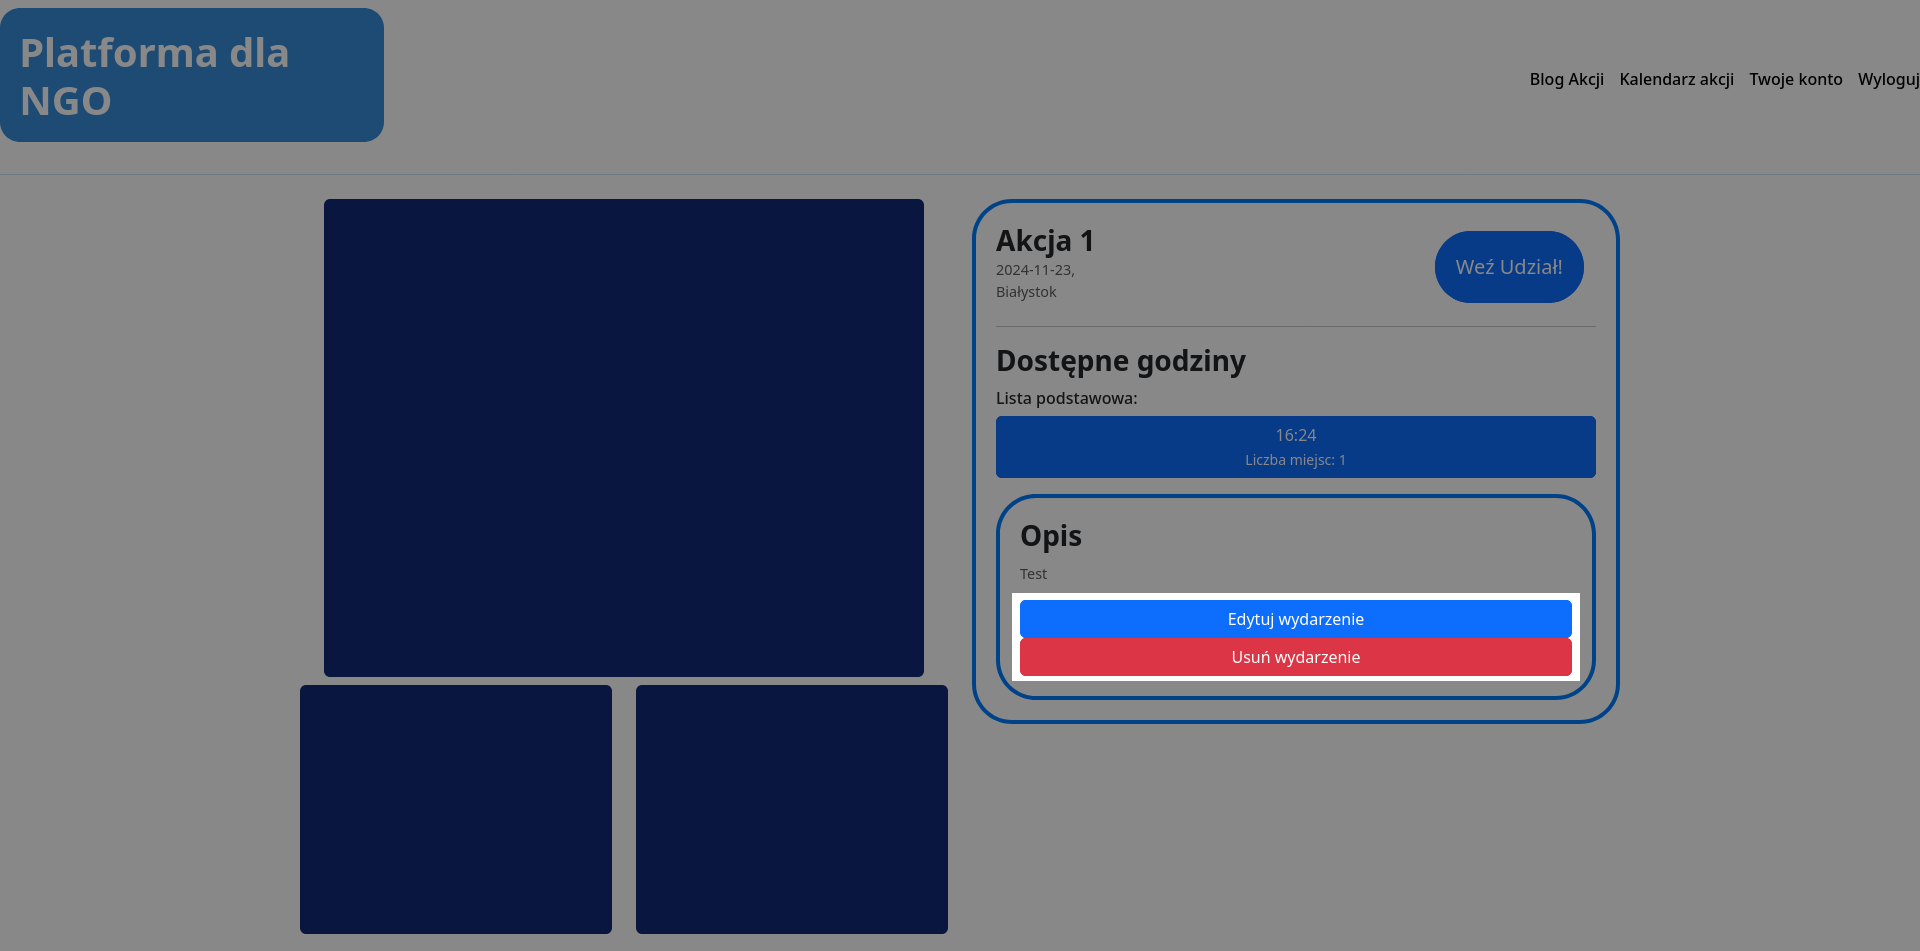 Platforma dla
NGO
Blog Akcji Kalendarz akcji Twoje konto Wyloguj
Akcja 1
2024-11-23,
Białystok
Weź Udział!
Dostępne godziny
Lista podstawowa:
16:24
Liczba miejsc: 1
Opis
Test
Edytuj wydarzenie
Usuń wydarzenie